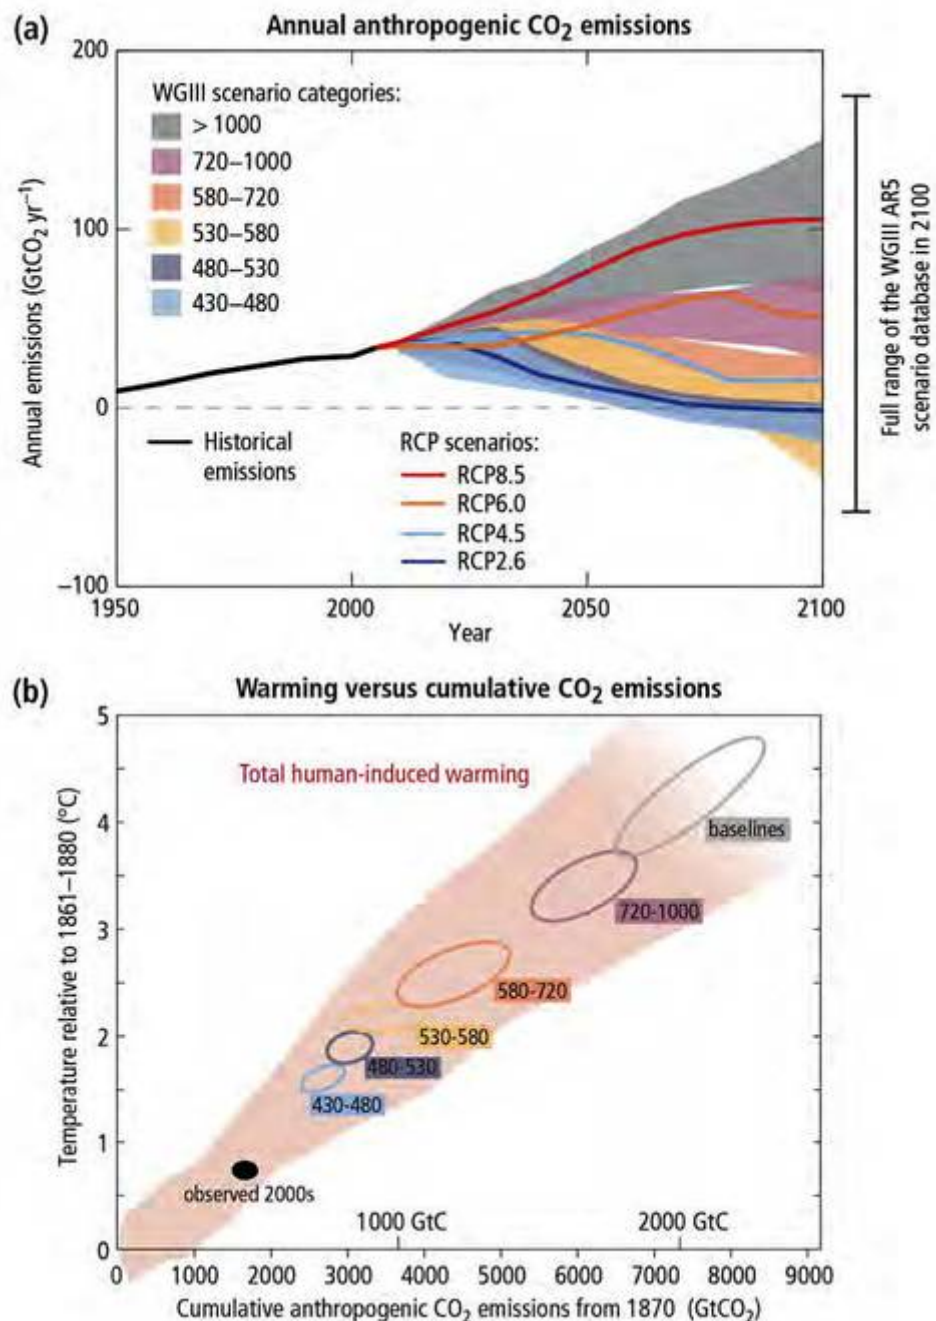 (a)
Annual anthropogenic CO₂ emissions
200
100
0
−100
Annual emissions (GtCO₂ yr⁻¹)
WGIII scenario categories:
> 1000
720–1000
580–720
530–580
480–530
430–480
Historical
emissions
RCP scenarios:
RCP8.5
RCP6.0
RCP4.5
RCP2.6
1950 2000 2050 2100
Year
Full range of the WGIII AR5
scenario database in 2100
(b)
Warming versus cumulative CO₂ emissions
5
4
3
2
1
0
Temperature relative to 1861–1880 (°C)
Total human-induced warming
baselines
720-1000
580-720
530-580
480-530
430-480
observed 2000s
1000 GtC 2000 GtC
0 1000 2000 3000 4000 5000 6000 7000 8000 9000
Cumulative anthropogenic CO₂ emissions from 1870 (GtCO₂)